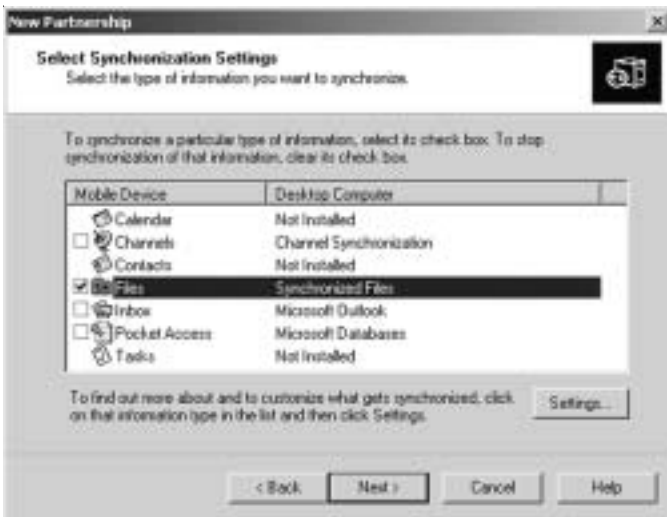 New Partnership
Select Synchronization Settings
Select the type of information you want to synchronize.
To synchronize a particular type of information, select its check box. To stop
synchronization of that information, clear its check box.
Mobile Device Desktop Computer
Calendar Not Installed
Channels Channel Synchronization
Contacts Not Installed
Files Synchronized Files
Inbox Microsoft Outlook
Pocket Access Microsoft Databases
Tasks Not Installed
To find out more about and to customize what gets synchronized, click
on that information type in the list and then click Settings.
Settings...
< Back Next > Cancel Help